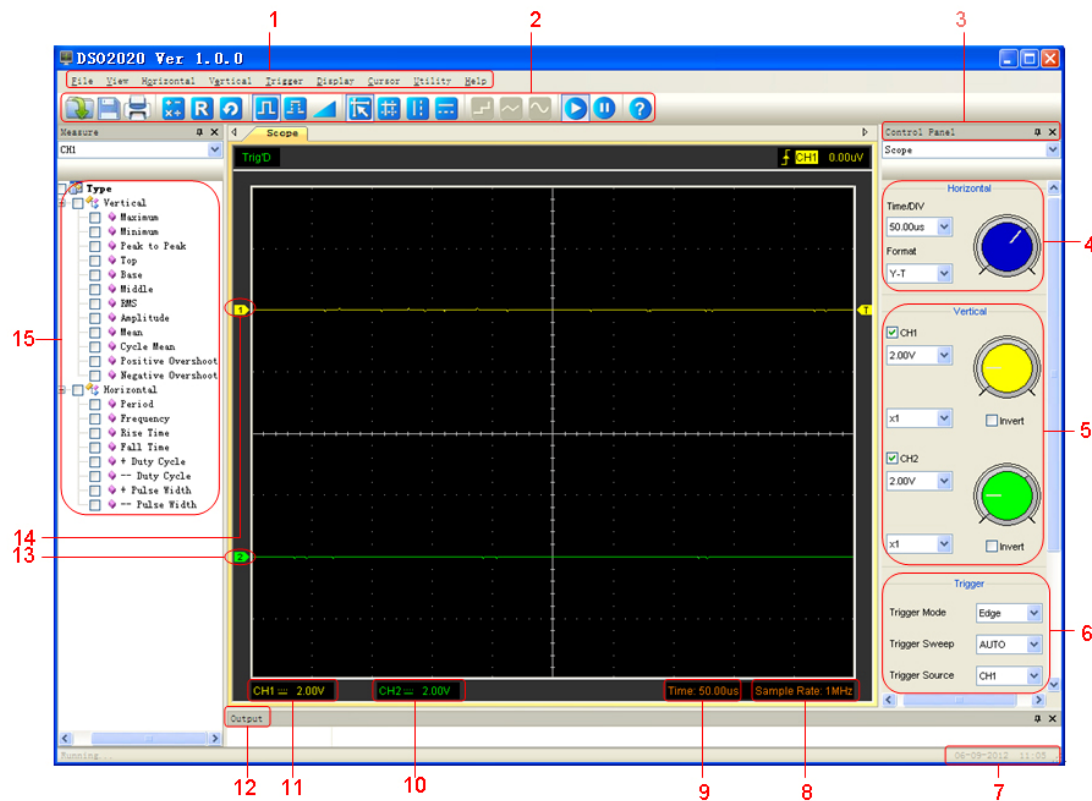 1
2
3
DSO2020 Ver 1.0.0
File View Horizontal Vertical Trigger Display Cursor Utility Help
R
Measure
CH1
Type
Vertical
Maximum
Minimum
Peak to Peak
Top
Base
Middle
RMS
Amplitude
Mean
Cycle Mean
Positive Overshoot
Negative Overshoot
Horizontal
Period
Frequency
Rise Time
Fall Time
+ Duty Cycle
-- Duty Cycle
+ Pulse Width
-- Pulse Width
15
14
13
Scope
Trig'D
CH1 0.00uV
1
T
2
CH1 2.00V
CH2 2.00V
Time: 50.00us
Sample Rate: 1MHz
Control Panel
Scope
Horizontal
Time/DIV
50.00us
Format
Y-T
4
Vertical
CH1
2.00V
x1
Invert
5
CH2
2.00V
x1
Invert
Trigger
Trigger Mode Edge
Trigger Sweep AUTO
Trigger Source CH1
6
Output
Running...
06-09-2012 11:05
12
11
10
9
8
7